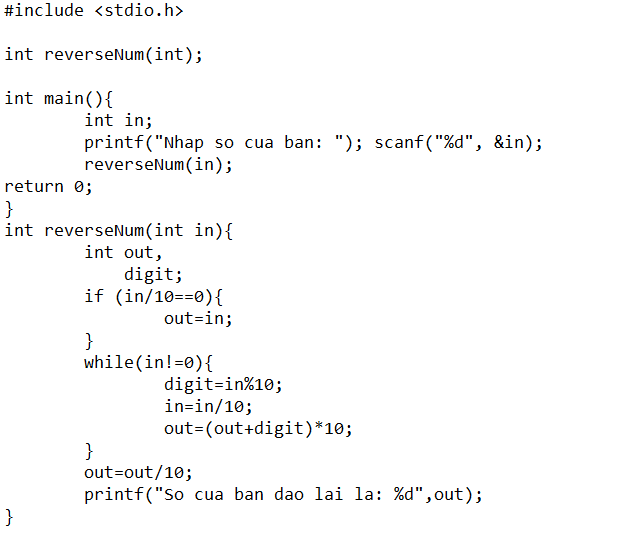 #include <stdio.h>

int reverseNum(int);

int main(){
        int in;
        printf("Nhap so cua ban: "); scanf("%d", &in);
        reverseNum(in);
return 0;
}
int reverseNum(int in){
        int out,
            digit;
        if (in/10==0){
                out=in;
        }
        while(in!=0){
                digit=in%10;
                in=in/10;
                out=(out+digit)*10;
        }
        out=out/10;
        printf("So cua ban dao lai la: %d",out);
}